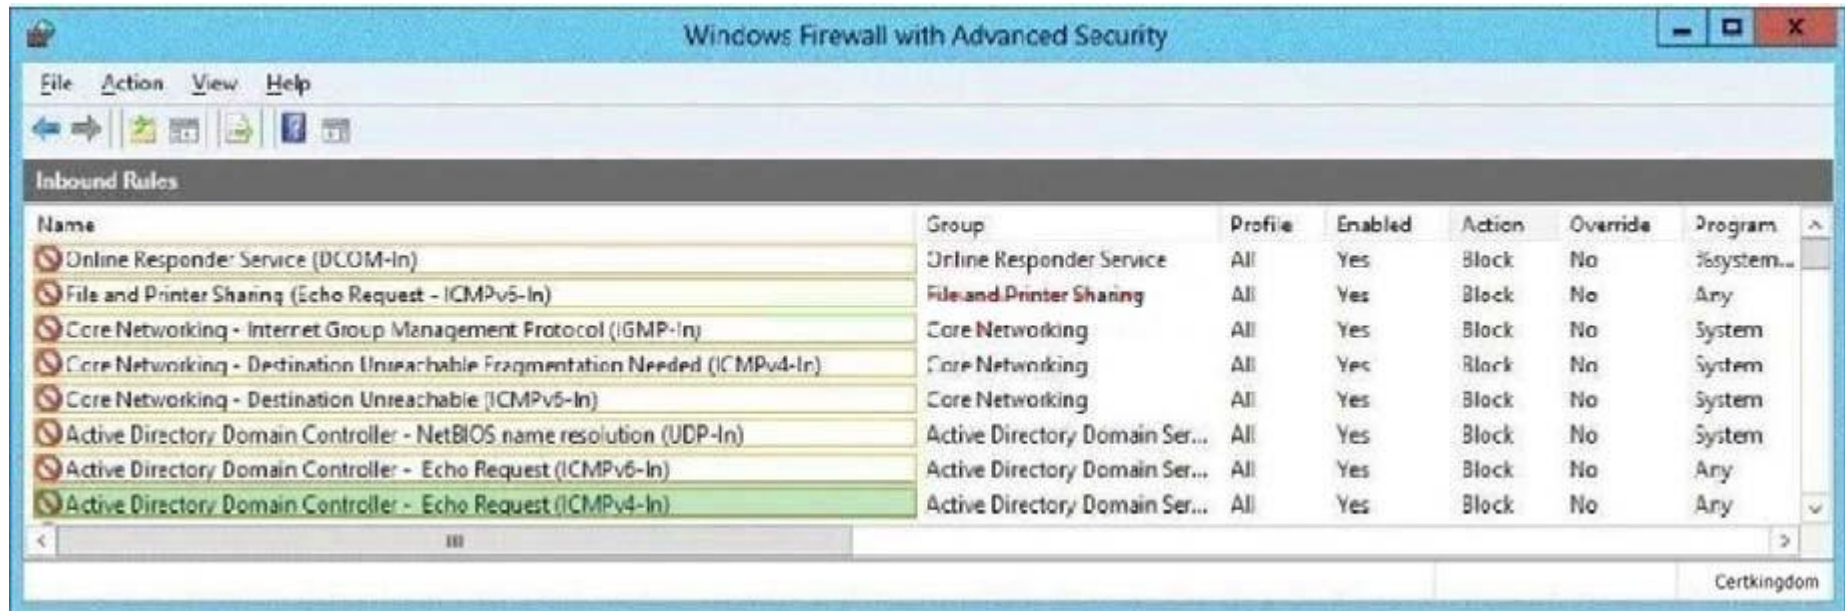 Windows Firewall with Advanced Security
File Action View Help
Inbound Rules
Name Group Profile Enabled Action Override Program
Online Responder Service (DCOM-In) Online Responder Service All Yes Block No %system...
File and Printer Sharing (Echo Request - ICMPv6-In) File and Printer Sharing All Yes Block No Any
Core Networking - Internet Group Management Protocol (IGMP-In) Core Networking All Yes Block No System
Core Networking - Destination Unreachable Fragmentation Needed (ICMPv4-In) Core Networking All Yes Block No System
Core Networking - Destination Unreachable (ICMPv6-In) Core Networking All Yes Block No System
Active Directory Domain Controller - NetBIOS name resolution (UDP-In) Active Directory Domain Ser... All Yes Block No System
Active Directory Domain Controller - Echo Request (ICMPv6-In) Active Directory Domain Ser... All Yes Block No Any
Active Directory Domain Controller - Echo Request (ICMPv4-In) Active Directory Domain Ser... All Yes Block No Any
Certkingdom